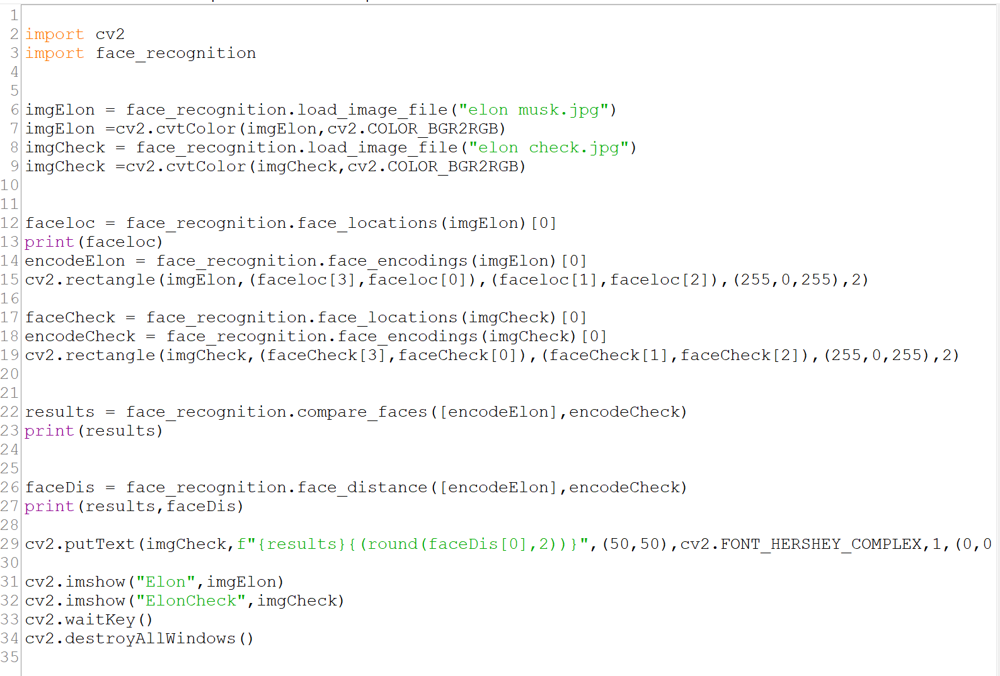 1
2 import cv2
3 import face_recognition
4
5
6 imgElon = face_recognition.load_image_file("elon musk.jpg")
7 imgElon =cv2.cvtColor(imgElon,cv2.COLOR_BGR2RGB)
8 imgCheck = face_recognition.load_image_file("elon check.jpg")
9 imgCheck =cv2.cvtColor(imgCheck,cv2.COLOR_BGR2RGB)
10
11
12 faceloc = face_recognition.face_locations(imgElon)[0]
13 print(faceloc)
14 encodeElon = face_recognition.face_encodings(imgElon)[0]
15 cv2.rectangle(imgElon,(faceloc[3],faceloc[0]),(faceloc[1],faceloc[2]),(255,0,255),2)
16
17 faceCheck = face_recognition.face_locations(imgCheck)[0]
18 encodeCheck = face_recognition.face_encodings(imgCheck)[0]
19 cv2.rectangle(imgCheck,(faceCheck[3],faceCheck[0]),(faceCheck[1],faceCheck[2]),(255,0,255),2)
20
21
22 results = face_recognition.compare_faces([encodeElon],encodeCheck)
23 print(results)
24
25
26 faceDis = face_recognition.face_distance([encodeElon],encodeCheck)
27 print(results,faceDis)
28
29 cv2.putText(imgCheck,f"{results}{(round(faceDis[0],2))}",(50,50),cv2.FONT_HERSHEY_COMPLEX,1,(0,0
30
31 cv2.imshow("Elon",imgElon)
32 cv2.imshow("ElonCheck",imgCheck)
33 cv2.waitKey()
34 cv2.destroyAllWindows()
35